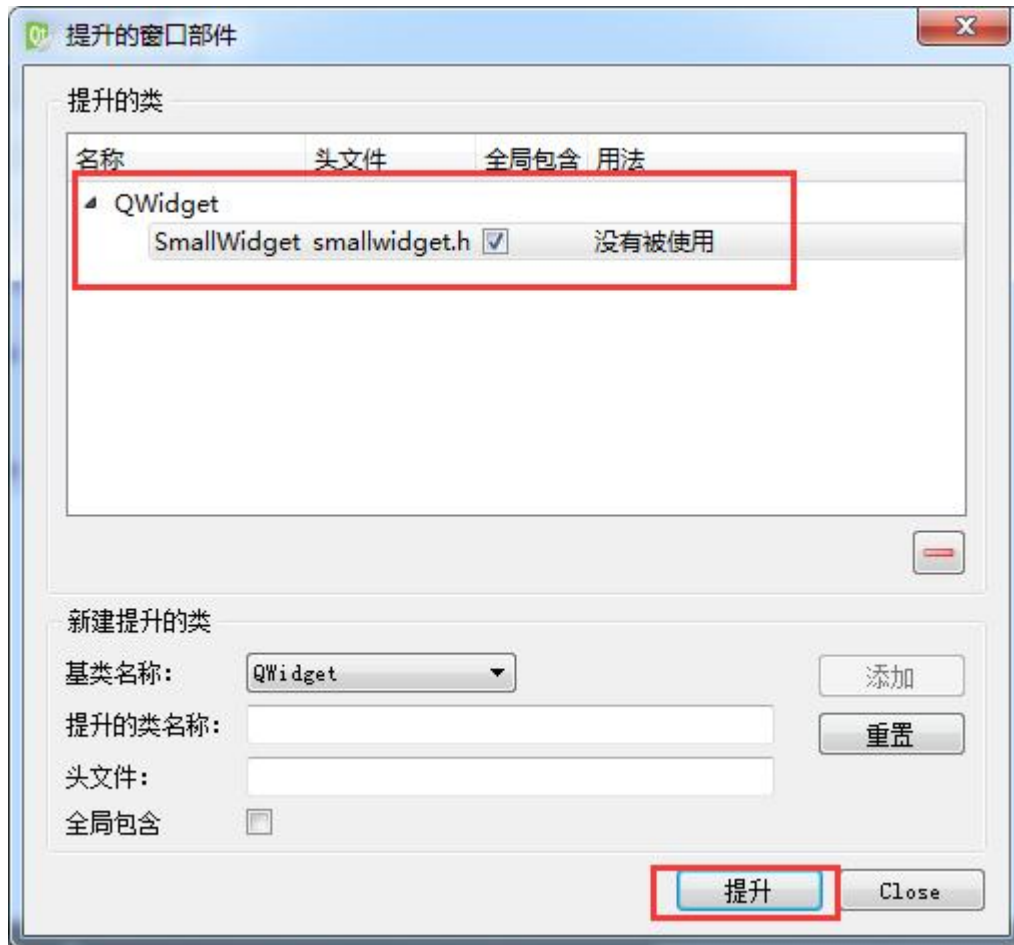 提升的窗口部件
提升的类
名称 头文件 全局包含 用法
QWidget
SmallWidget smallwidget.h 没有被使用
新建提升的类
基类名称: QWidget 添加
提升的类名称: 重置
头文件:
全局包含
提升 Close